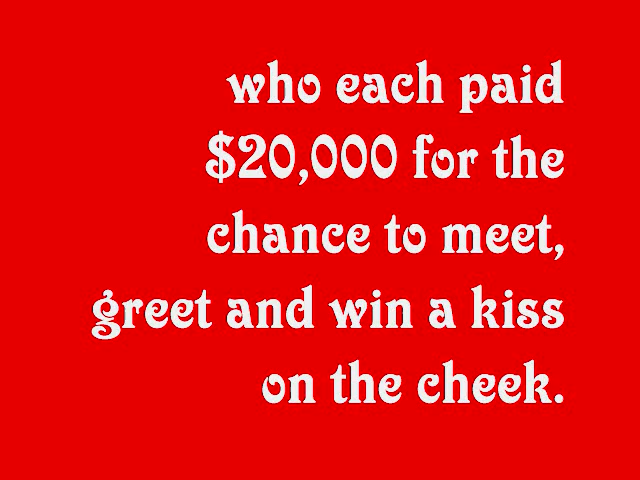 who each paid
$20,000 for the
chance to meet,
greet and win a kiss
on the cheek.